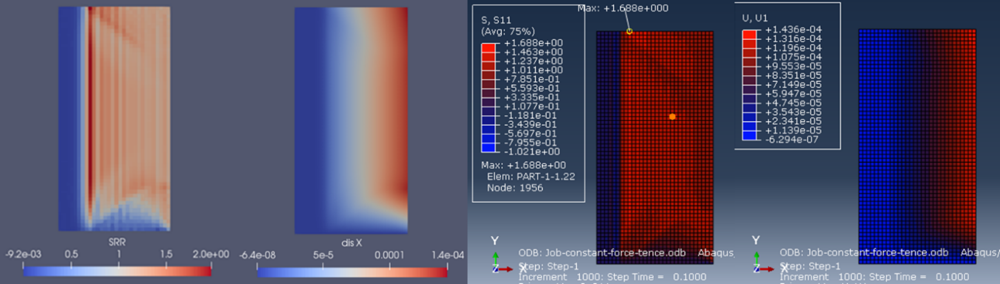 SRR
-9.2e-03 0.5 1 1.5 2.0e+00
dis X
-6.4e-08 5e-5 0.0001 1.4e-04
Max: +1.688e+000
S, S11
(Avg: 75%)
+1.688e+00
+1.463e+00
+1.237e+00
+1.011e+00
+7.851e-01
+5.593e-01
+3.335e-01
+1.077e-01
-1.181e-01
-3.439e-01
-5.697e-01
-7.955e-01
-1.021e+00
Max: +1.688e+00
Elem: PART-1-1.22
Node: 1956
Y
Z X
ODB: Job-constant-force-tence.odb Abaqus
Step: Step-1
Increment 1000: Step Time = 0.1000
U, U1
+1.436e-04
+1.316e-04
+1.196e-04
+1.075e-04
+9.553e-05
+8.351e-05
+7.149e-05
+5.947e-05
+4.745e-05
+3.543e-05
+2.341e-05
+1.139e-05
-6.294e-07
Y
Z X
ODB: Job-constant-force-tence.odb Abaqus/
Step: Step-1
Increment 1000: Step Time = 0.1000